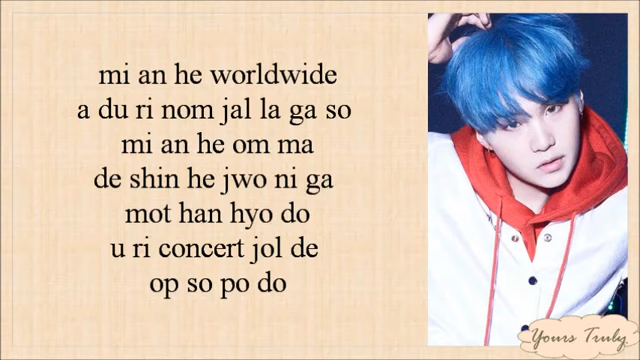 mi an he worldwide
a du ri nom jal la ga so
mi an he om ma
de shin he jwo ni ga
mot han hyo do
u ri concert jol de
op so po do
Yours Truly